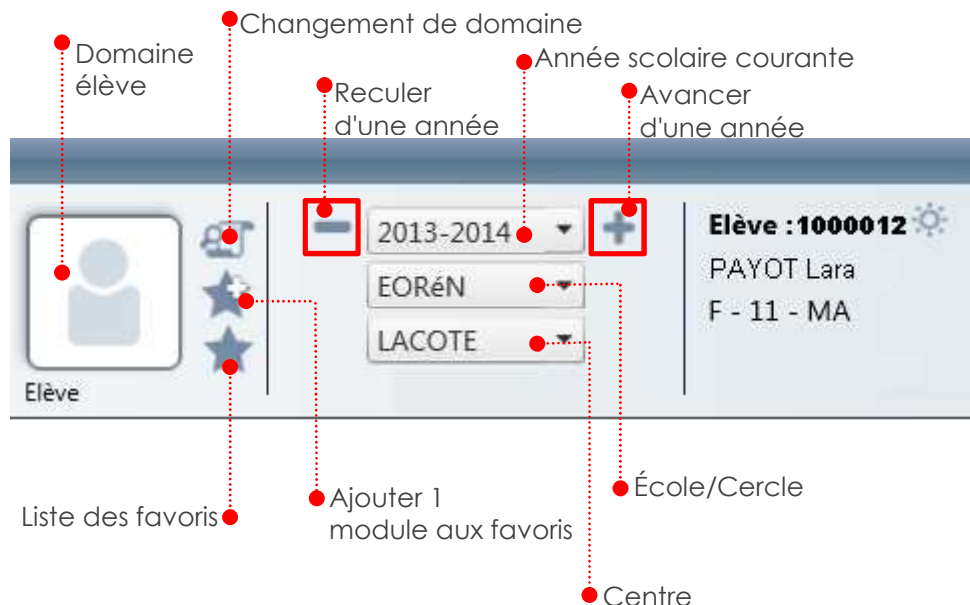 Changement de domaine
Domaine
élève
Année scolaire courante
Reculer
d'une année
Avancer
d'une année
2013-2014
EORéN
LACOTE
Elève : 1000012
PAYOT Lara
F - 11 - MA
Elève
Liste des favoris
Ajouter 1
module aux favoris
École/Cercle
Centre